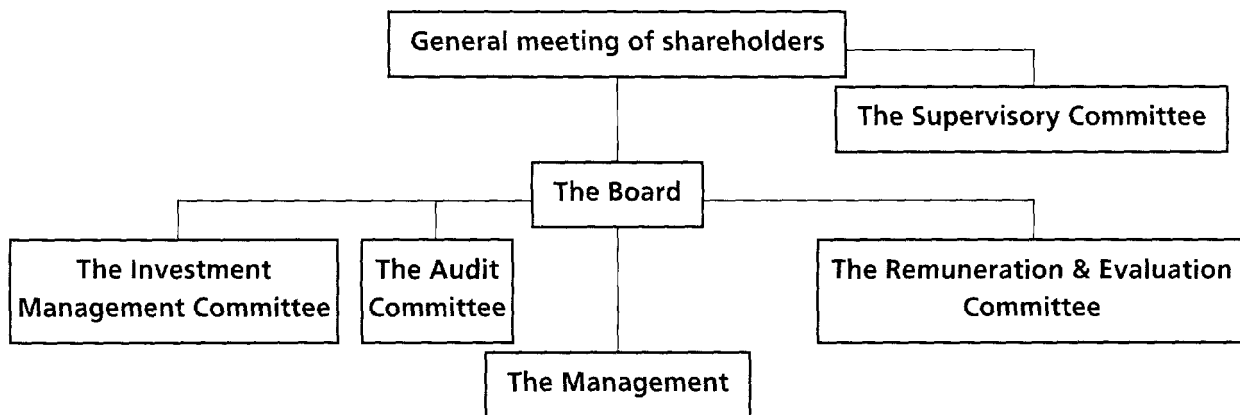 General meeting of shareholders
The Supervisory Committee
The Board
The Investment
Management Committee
The Audit
Committee
The Remuneration & Evaluation
Committee
The Management